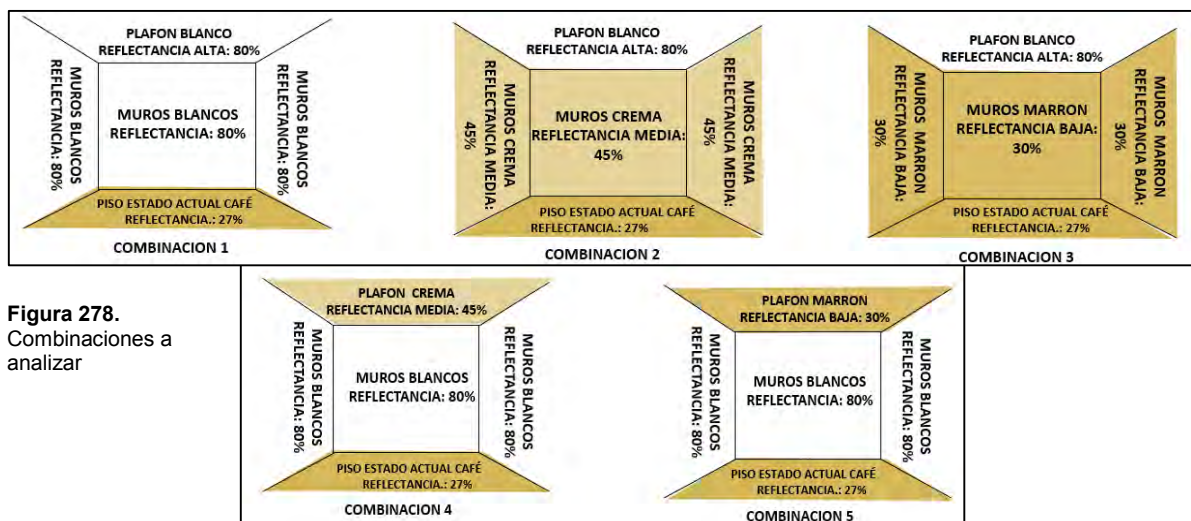 PLAFON BLANCO
REFLECTANCIA ALTA: 80%
MUROS BLANCOS
REFLECTANCIA: 80%
MUROS BLANCOS
REFLECTANCIA: 80%
MUROS BLANCOS
REFLECTANCIA: 80%
PISO ESTADO ACTUAL CAFÉ
REFLECTANCIA.: 27%
COMBINACION 1
PLAFON BLANCO
REFLECTANCIA ALTA: 80%
MUROS CREMA
REFLECTANCIA MEDIA:
45%
MUROS CREMA
REFLECTANCIA MEDIA:
45%
MUROS CREMA
REFLECTANCIA MEDIA:
45%
PISO ESTADO ACTUAL CAFÉ
REFLECTANCIA.: 27%
COMBINACION 2
PLAFON BLANCO
REFLECTANCIA ALTA: 80%
MUROS MARRON
REFLECTANCIA BAJA:
30%
MUROS MARRON
REFLECTANCIA BAJA:
30%
MUROS MARRON
REFLECTANCIA BAJA:
30%
PISO ESTADO ACTUAL CAFÉ
REFLECTANCIA.: 27%
COMBINACION 3
Figura 278.
Combinaciones a
analizar
PLAFON CREMA
REFLECTANCIA MEDIA: 45%
MUROS BLANCOS
REFLECTANCIA: 80%
MUROS BLANCOS
REFLECTANCIA: 80%
MUROS BLANCOS
REFLECTANCIA: 80%
PISO ESTADO ACTUAL CAFÉ
REFLECTANCIA.: 27%
COMBINACION 4
PLAFON MARRON
REFLECTANCIA BAJA: 30%
MUROS BLANCOS
REFLECTANCIA: 80%
MUROS BLANCOS
REFLECTANCIA: 80%
MUROS BLANCOS
REFLECTANCIA: 80%
PISO ESTADO ACTUAL CAFÉ
REFLECTANCIA.: 27%
COMBINACION 5